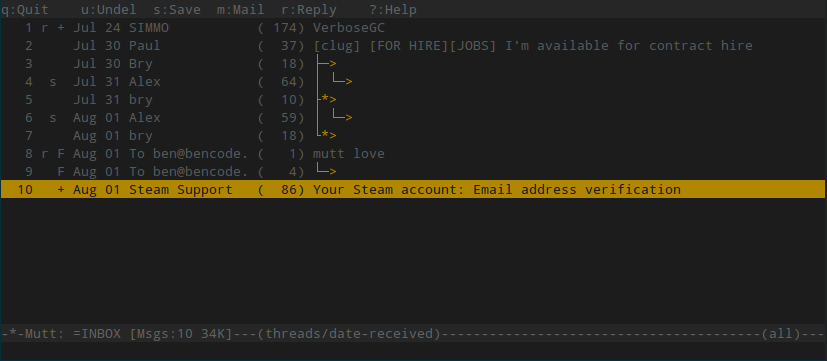 q:Quit    u:Undel  s:Save  m:Mail  r:Reply    ?:Help
   1 r + Jul 24 SIMMO           ( 174) VerboseGC
   2     Jul 30 Paul            (  37) [clug] [FOR HIRE][JOBS] I'm available for contract hire
   3     Jul 30 Bry             (  18) ├─>
   4  s  Jul 31 Alex            (  64) │ └─>
   5     Jul 31 bry             (  10) ├*>
   6  s  Aug 01 Alex            (  59) │ └─>
   7     Aug 01 bry             (  18) └*>
   8 r F Aug 01 To ben@bencode. (   1) mutt love
   9   F Aug 01 To ben@bencode. (   4) └─>
  10   + Aug 01 Steam Support   (  86) Your Steam account: Email address verification
-*-Mutt: =INBOX [Msgs:10 34K]---(threads/date-received)-----------------------------------------(all)---